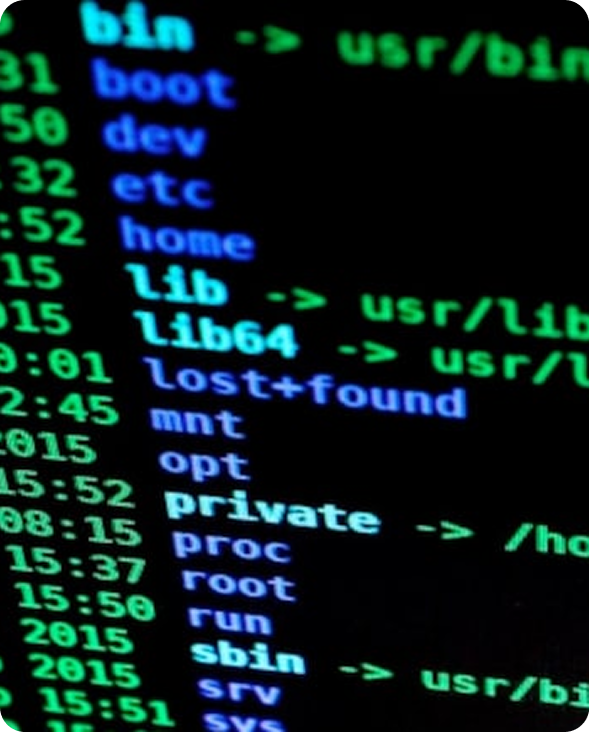 bin -> usr/bin
31 boot
50 dev
:32 etc
:52 home
15 lib -> usr/lib
015 lib64 -> usr/l
0:01 lost+found
2:45 mnt
2015 opt
15:52 private -> /ho
08:15 proc
15:37 root
15:50 run
2015 sbin -> usr/bi
2015 srv
15:51 sys